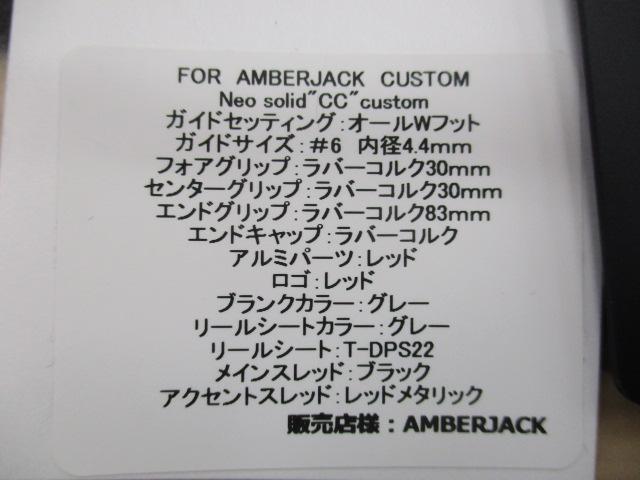 FOR AMBERJACK CUSTOM
Neo solid"CC"custom
ガイドセッティング:オールWフット
ガイドサイズ:#6 内径4.4mm
フォアグリップ:ラバーコルク30mm
センターグリップ:ラバーコルク30mm
エンドグリップ:ラバーコルク83mm
エンドキャップ:ラバーコルク
アルミパーツ:レッド
ロゴ:レッド
ブランクカラー:グレー
リールシートカラー:グレー
リールシート:T-DPS22
メインスレッド:ブラック
アクセントスレッド:レッドメタリック
販売店様:AMBERJACK